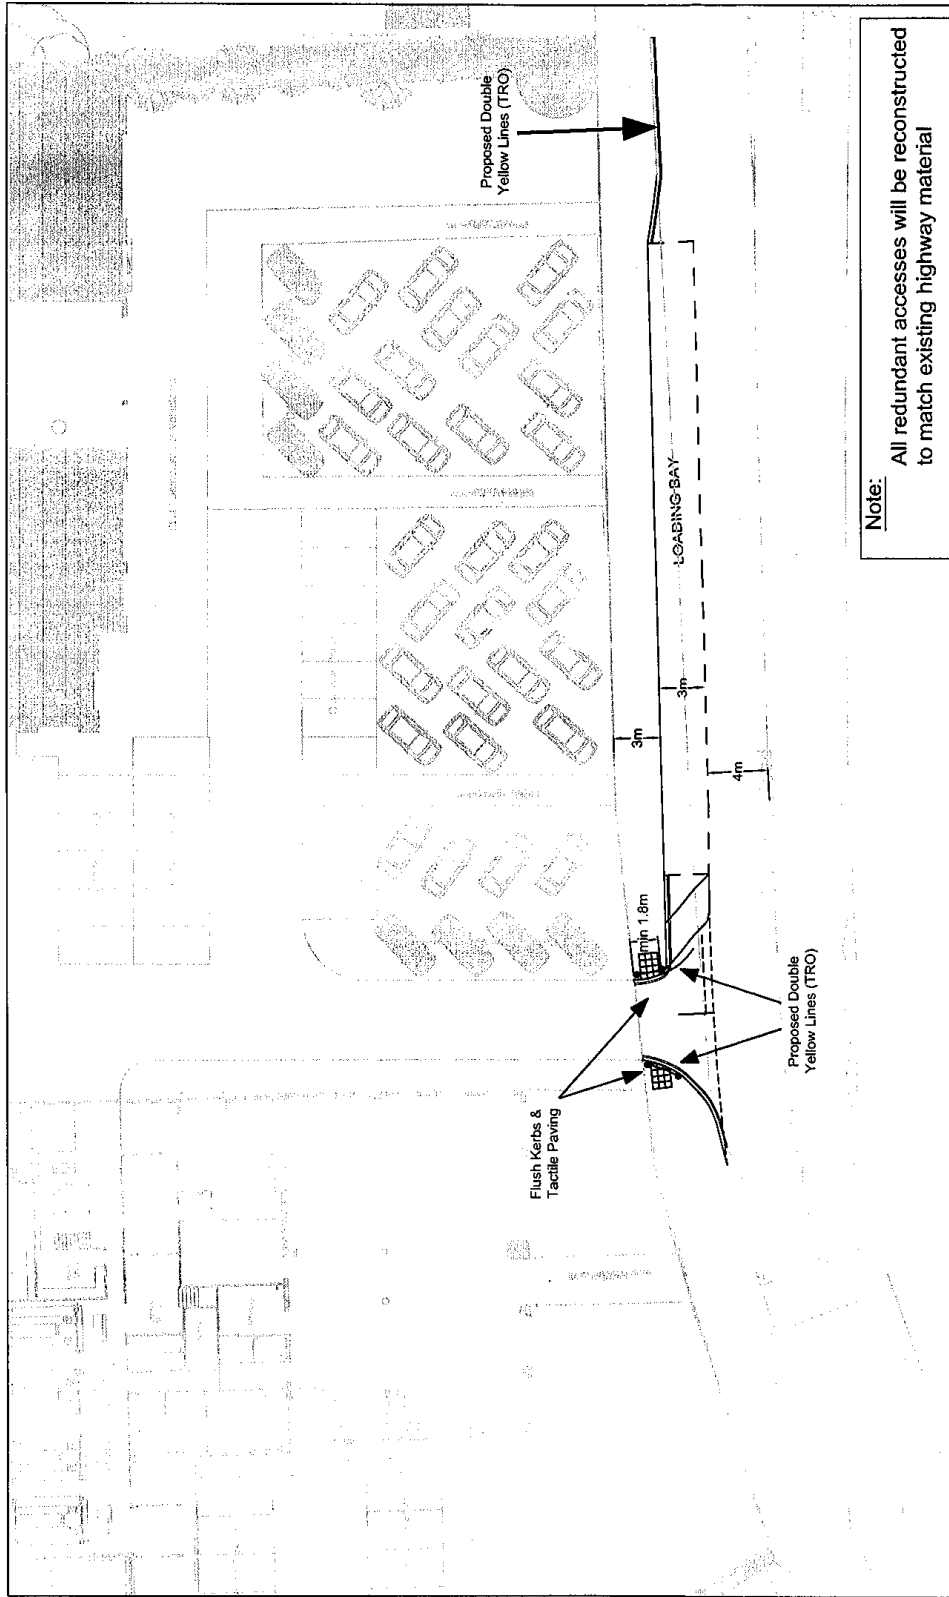 Proposed Double
Yellow Lines (TRO)
LOADING BAY
3m
3m
4m
min 1.8m
Flush Kerbs &
Tactile Paving
Proposed Double
Yellow Lines (TRO)
Note:
All redundant accesses will be reconstructed
to match existing highway material